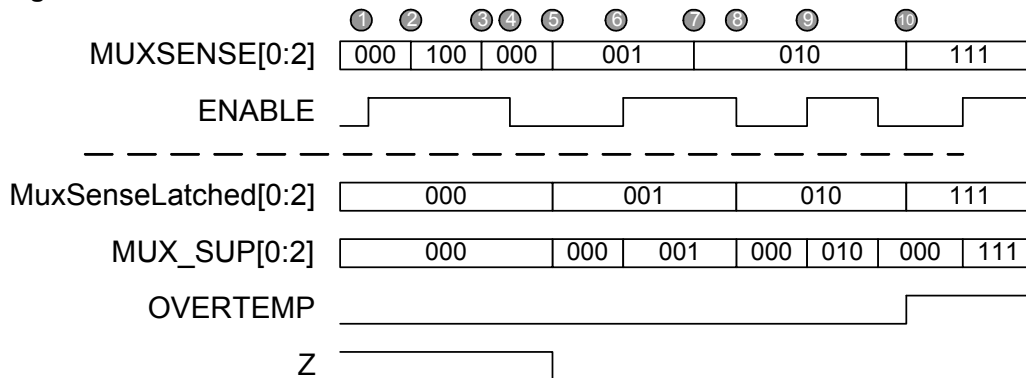 1 2 3 4 5 6 7 8 9 10
MUXSENSE[0:2] 000 100 000 001 010 111
ENABLE
MuxSenseLatched[0:2] 000 001 010 111
MUX_SUP[0:2] 000 000 001 000 010 000 111
OVERTEMP
Z